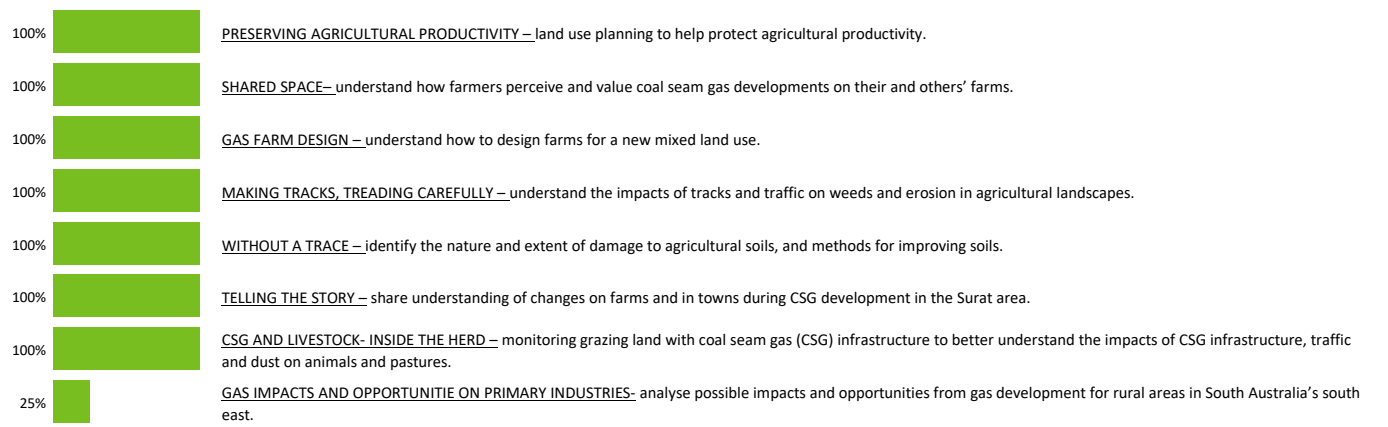 100% PRESERVING AGRICULTURAL PRODUCTIVITY – land use planning to help protect agricultural productivity.
100% SHARED SPACE– understand how farmers perceive and value coal seam gas developments on their and others’ farms.
100% GAS FARM DESIGN – understand how to design farms for a new mixed land use.
100% MAKING TRACKS, TREADING CAREFULLY – understand the impacts of tracks and traffic on weeds and erosion in agricultural landscapes.
100% WITHOUT A TRACE – identify the nature and extent of damage to agricultural soils, and methods for improving soils.
100% TELLING THE STORY – share understanding of changes on farms and in towns during CSG development in the Surat area.
100% CSG AND LIVESTOCK- INSIDE THE HERD – monitoring grazing land with coal seam gas (CSG) infrastructure to better understand the impacts of CSG infrastructure, traffic
and dust on animals and pastures.
25% GAS IMPACTS AND OPPORTUNITIE ON PRIMARY INDUSTRIES- analyse possible impacts and opportunities from gas development for rural areas in South Australia’s south
east.